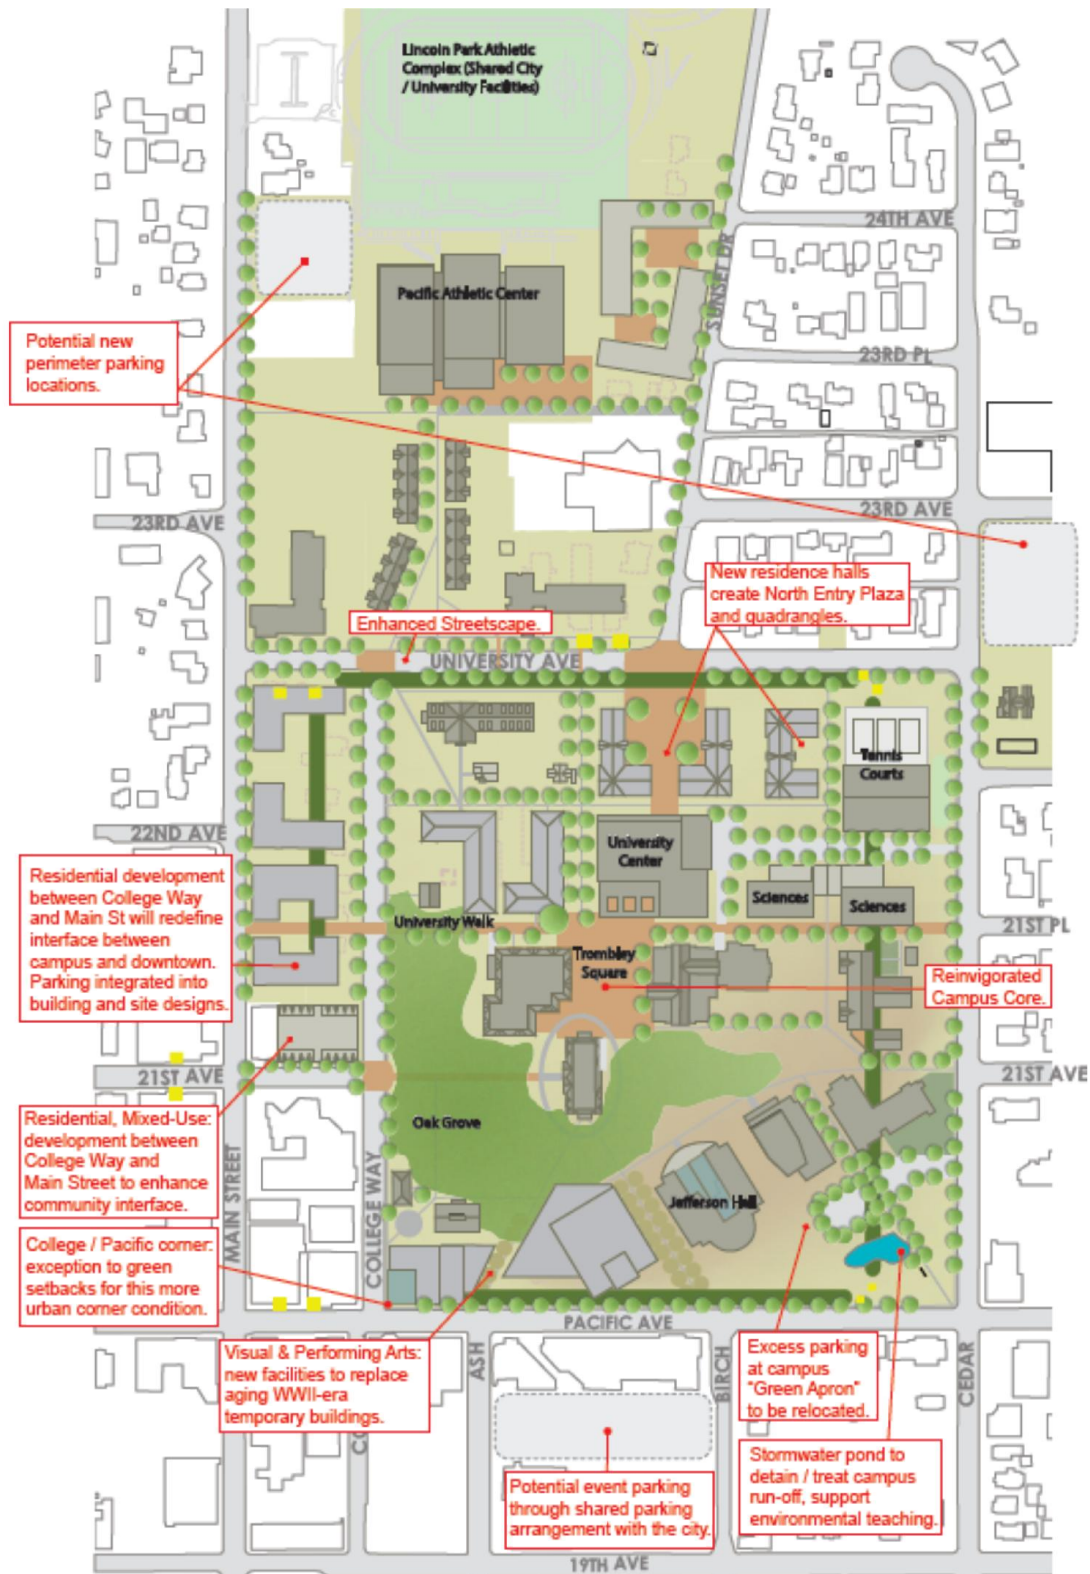 Lincoln Park Athletic
Complex (Shared City
/ University Facilities)
24TH AVE
SUNSET DR
Pacific Athletic Center
23RD PL
Potential new
perimeter parking
locations.
23RD AVE
23RD AVE
New residence halls
create North Entry Plaza
and quadrangles.
Enhanced Streetscape.
UNIVERSITY AVE
Tennis
Courts
22ND AVE
University
Center
Residential development
between College Way
and Main St will redefine
interface between
campus and downtown.
Parking integrated into
building and site designs.
Sciences
Sciences
University Walk
21ST PL
Trombley
Square
Reinvigorated
Campus Core.
21ST AVE
21ST AVE
Oak Grove
Residential, Mixed-Use:
development between
College Way and
Main Street to enhance
community interface.
MAIN STREET
COLLEGE WAY
Jefferson Hall
College / Pacific corner:
exception to green
setbacks for this more
urban corner condition.
PACIFIC AVE
Visual & Performing Arts:
new facilities to replace
aging WWII-era
temporary buildings.
ASH
BIRCH
CEDAR
Excess parking
at campus
"Green Apron"
to be relocated.
CO
Stormwater pond to
detain / treat campus
run-off, support
environmental teaching.
Potential event parking
through shared parking
arrangement with the city.
19TH AVE